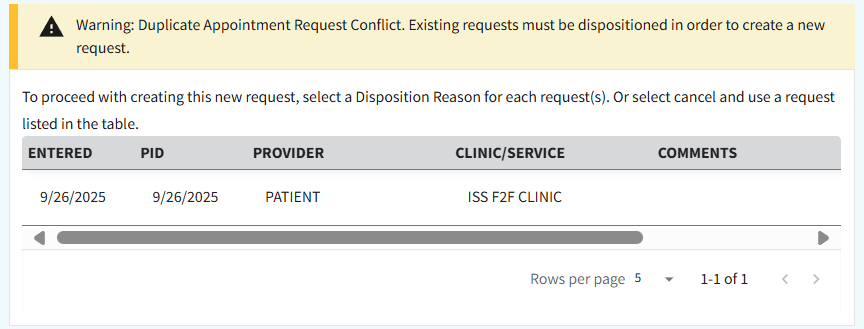 Warning: Duplicate Appointment Request Conflict. Existing requests must be dispositioned in order to create a new
request.
To proceed with creating this new request, select a Disposition Reason for each request(s). Or select cancel and use a request
listed in the table.
ENTERED PID PROVIDER CLINIC/SERVICE COMMENTS
9/26/2025 9/26/2025 PATIENT ISS F2F CLINIC
Rows per page 5 1-1 of 1